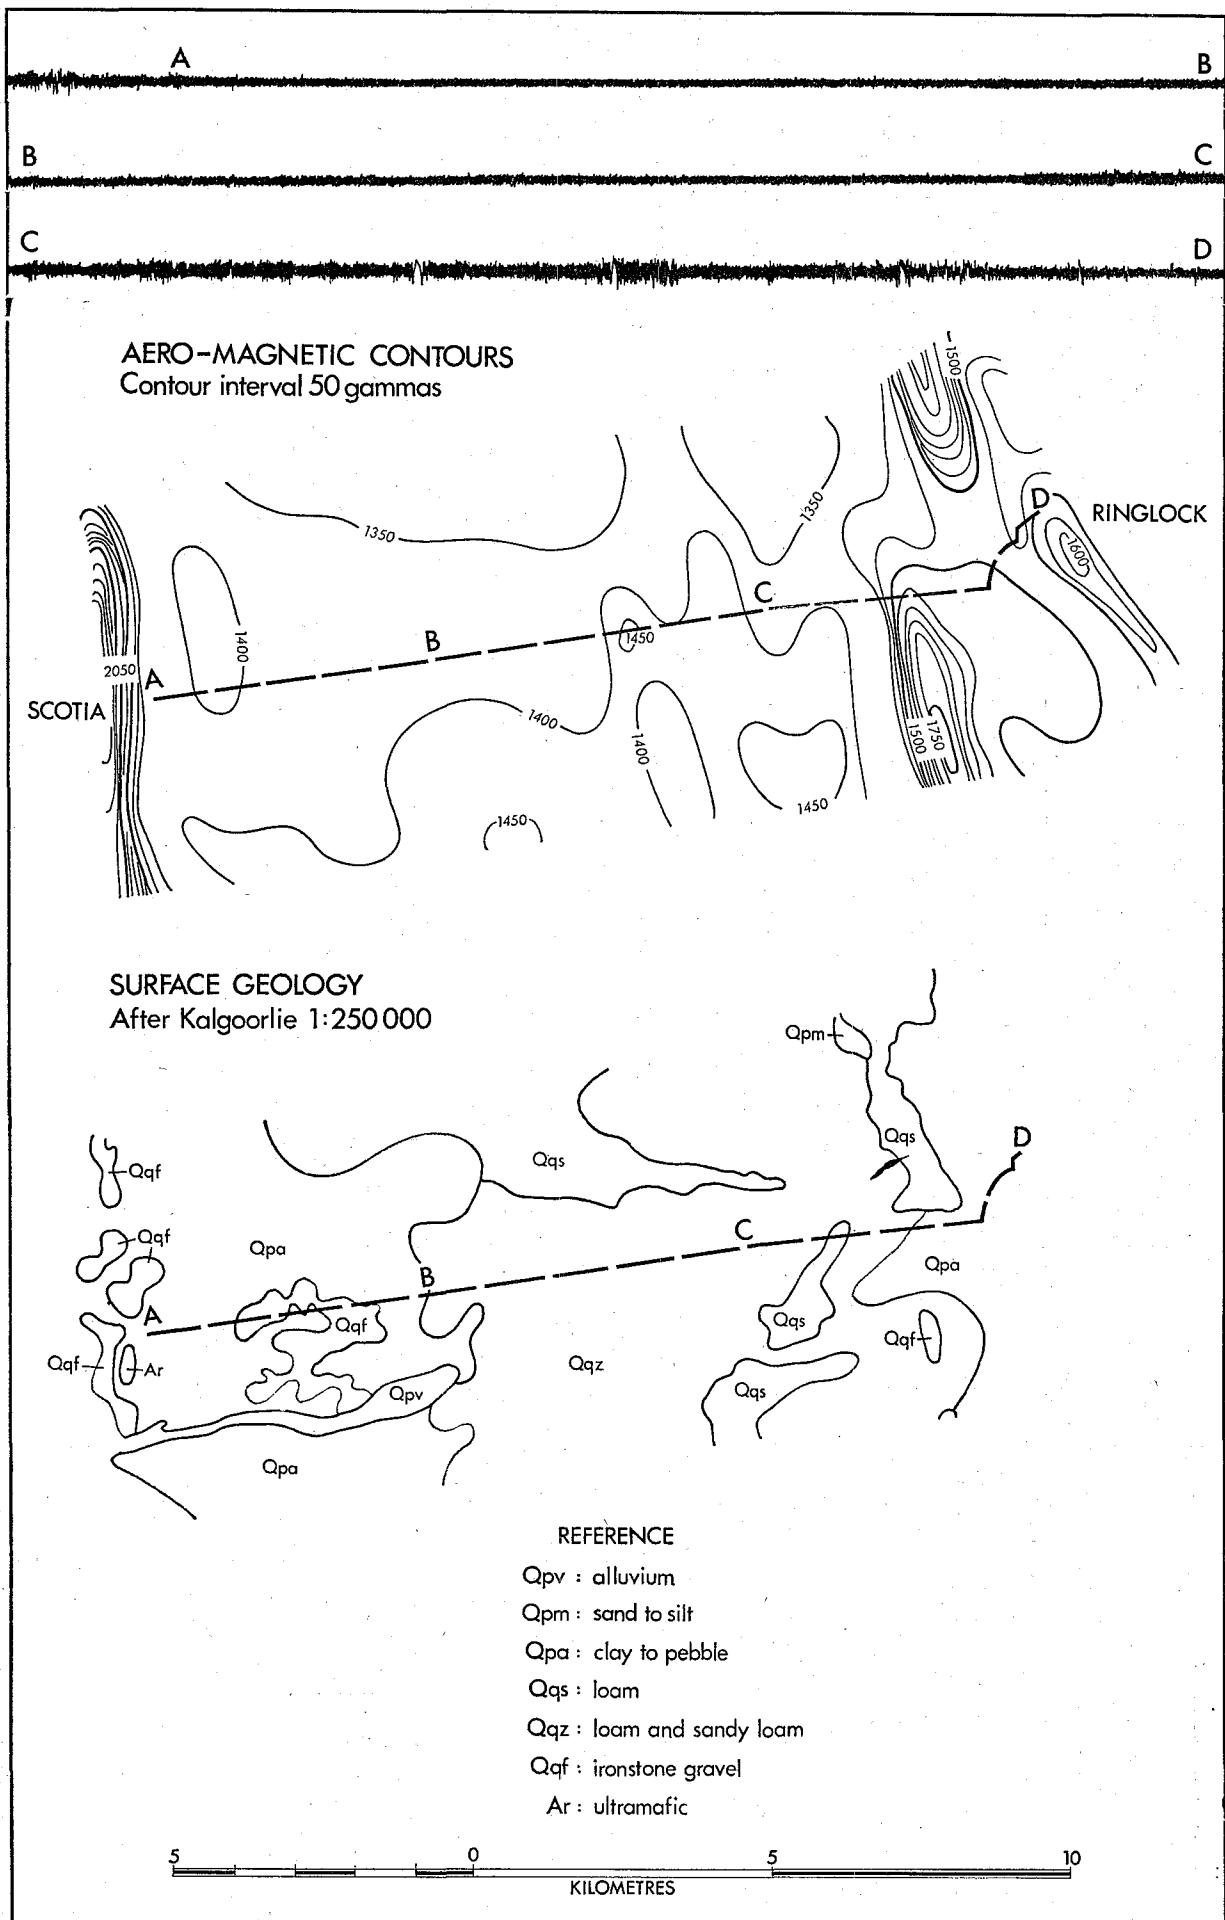 A B
B C
C D
AERO-MAGNETIC CONTOURS
Contour interval 50 gammas
1500
1350
1350
D
RINGLOCK
1600
C
B
1450
1400
2050
A
SCOTIA
1400
1400
1750
1500
1450
1450
SURFACE GEOLOGY
After Kalgoorlie 1:250 000
Qpm
Qqs
D
Qqs
Qqf
Qqf
Qpa
C
Qpa
B
A
Qqf
Qqs
Qqf
Qqf
Ar
Qqz
Qpv
Qqs
Qpa
REFERENCE
Qpv : alluvium
Qpm : sand to silt
Qpa : clay to pebble
Qqs : loam
Qqz : loam and sandy loam
Qqf : ironstone gravel
Ar : ultramafic
5 0 5 10
KILOMETRES